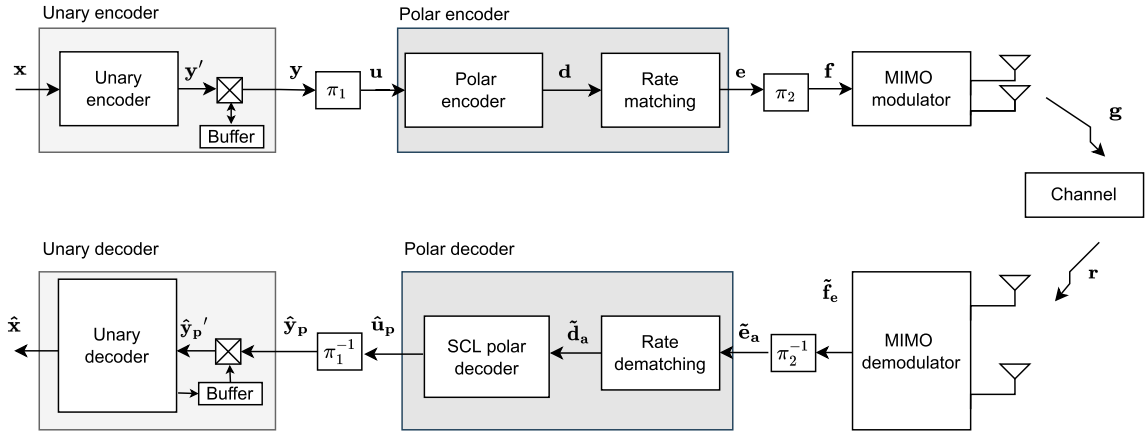 Unary encoder
Polar encoder
x
Unary
encoder
y′
Buffer
y
π₁
u
Polar
encoder
d
Rate
matching
e
π₂
f
MIMO
modulator
g
Channel
r
Unary decoder
Polar decoder
x̂
Unary
decoder
ŷₚ′
Buffer
ŷₚ
π₁⁻¹
ûₚ
SCL polar
decoder
d̃ₐ
Rate
dematching
ẽₐ
π₂⁻¹
f̃ₑ
MIMO
demodulator